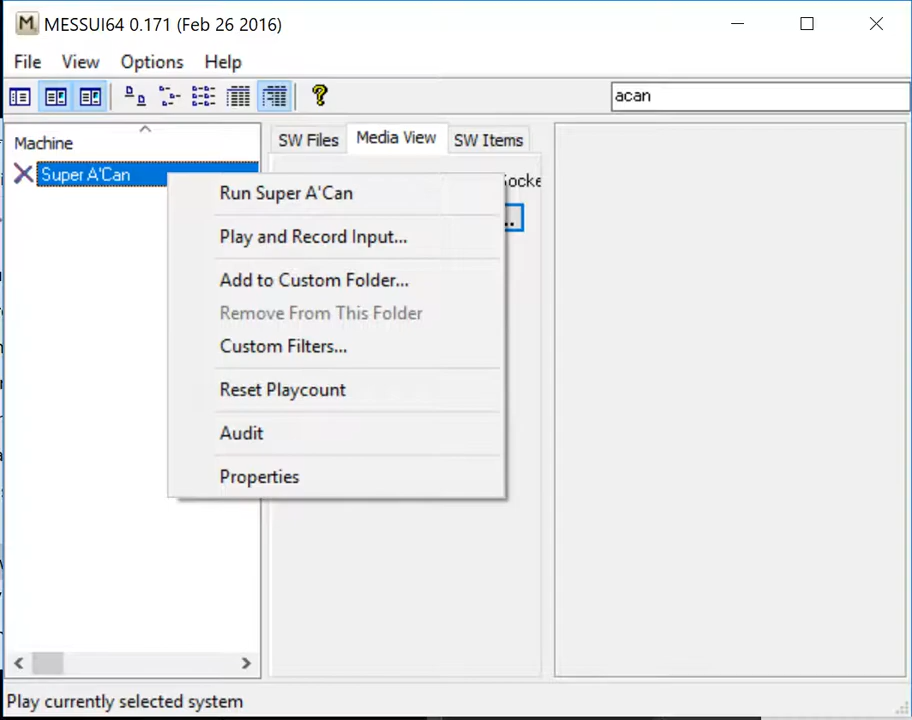 MESSUI64 0.171 (Feb 26 2016)
File View Options Help
acan
Machine
Super A'Can
SW Files Media View SW Items
Run Super A'Can
Play and Record Input...
Add to Custom Folder...
Remove From This Folder
Custom Filters...
Reset Playcount
Audit
Properties
Play currently selected system